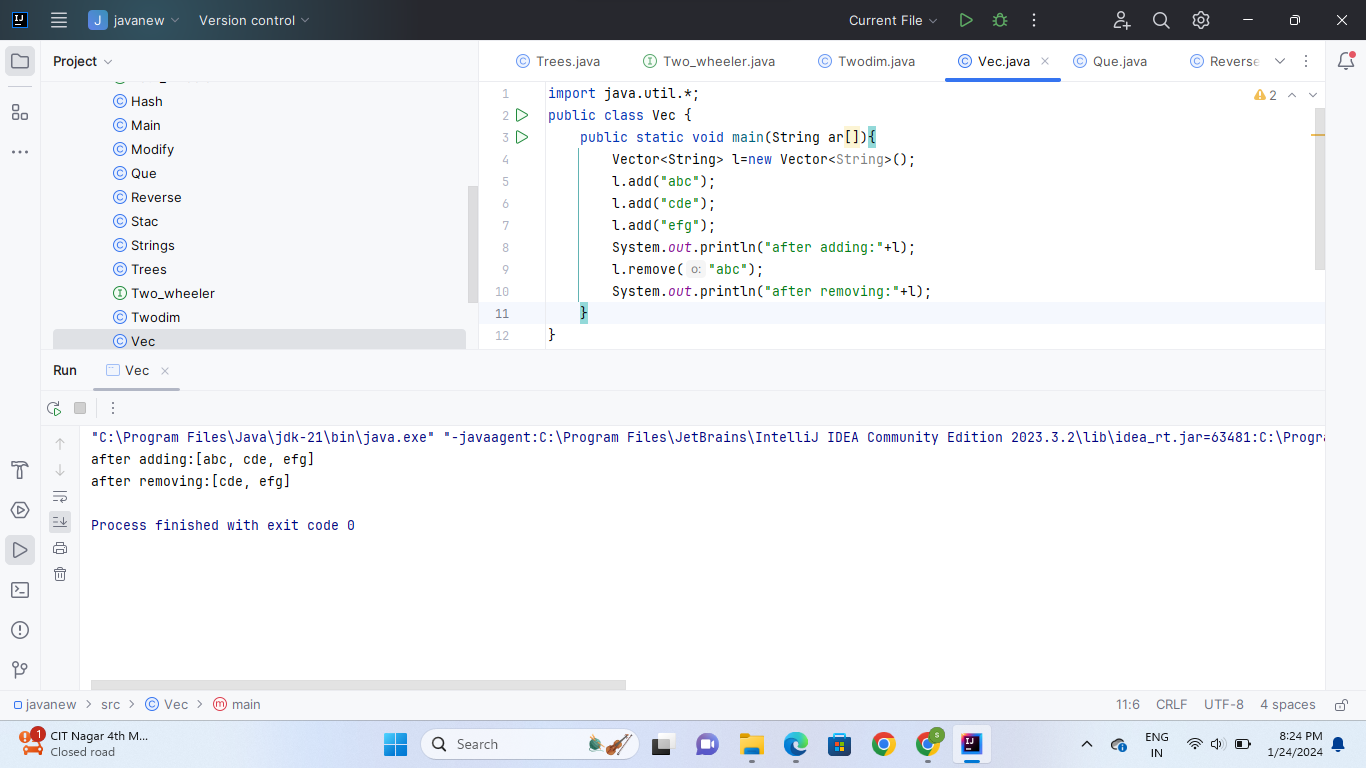 J javanew Version control Current File
Project
Trees.java Two_wheeler.java Twodim.java Vec.java Que.java Reverse
Hash
Main
Modify
Que
Reverse
Stac
Strings
Trees
Two_wheeler
Twodim
Vec
2
1 import java.util.*;
2 public class Vec {
3 public static void main(String ar[]){
4 Vector<String> l=new Vector<String>();
5 l.add("abc");
6 l.add("cde");
7 l.add("efg");
8 System.out.println("after adding:"+l);
9 l.remove( o: "abc");
10 System.out.println("after removing:"+l);
11 }
12 }
Run Vec
"C:\Program Files\Java\jdk-21\bin\java.exe" "-javaagent:C:\Program Files\JetBrains\IntelliJ IDEA Community Edition 2023.3.2\lib\idea_rt.jar=63481:C:\Progra
after adding:[abc, cde, efg]
after removing:[cde, efg]
Process finished with exit code 0
javanew > src > Vec > main 11:6 CRLF UTF-8 4 spaces
1 CIT Nagar 4th M...
Closed road
Search
ENG
IN
8:24 PM
1/24/2024